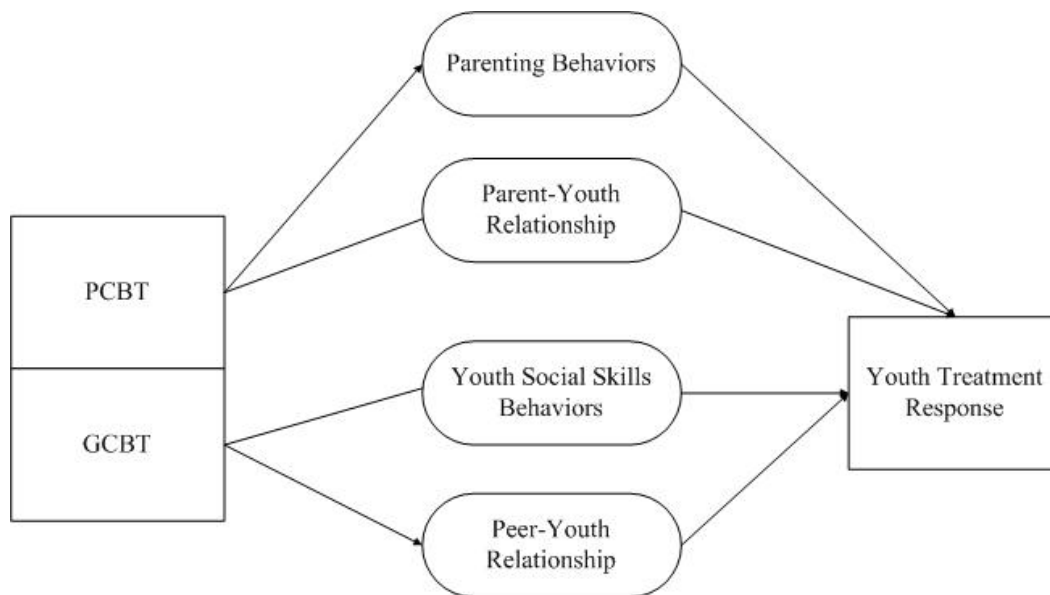 Parenting Behaviors
Parent-Youth
Relationship
PCBT
GCBT
Youth Social Skills
Behaviors
Peer-Youth
Relationship
Youth Treatment
Response